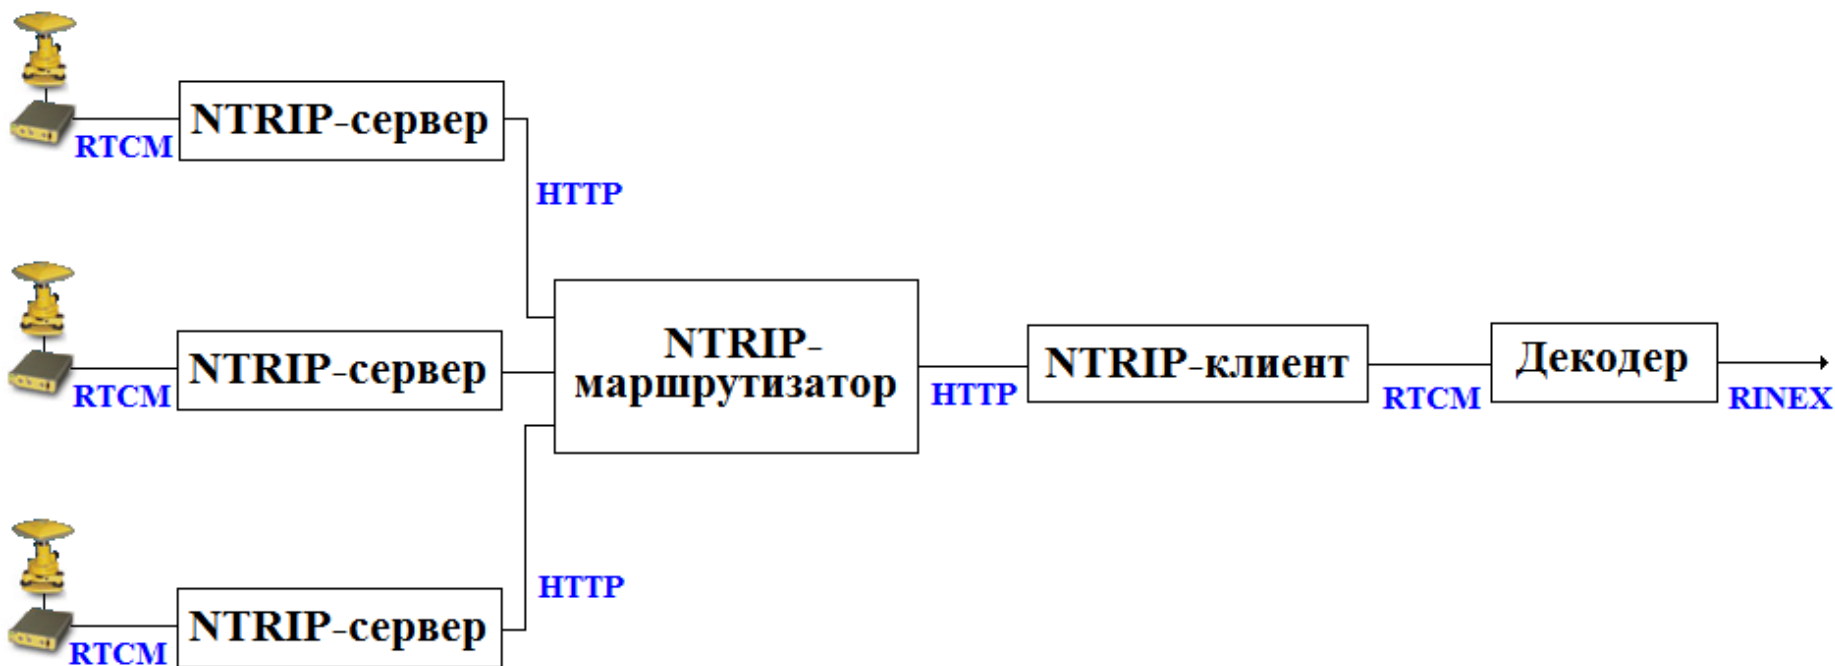 NTRIP-сервер
RTCM
HTTP
NTRIP-сервер
RTCM
NTRIP-
маршрутизатор
HTTP
NTRIP-клиент
RTCM
Декодер
RINEX
HTTP
NTRIP-сервер
RTCM